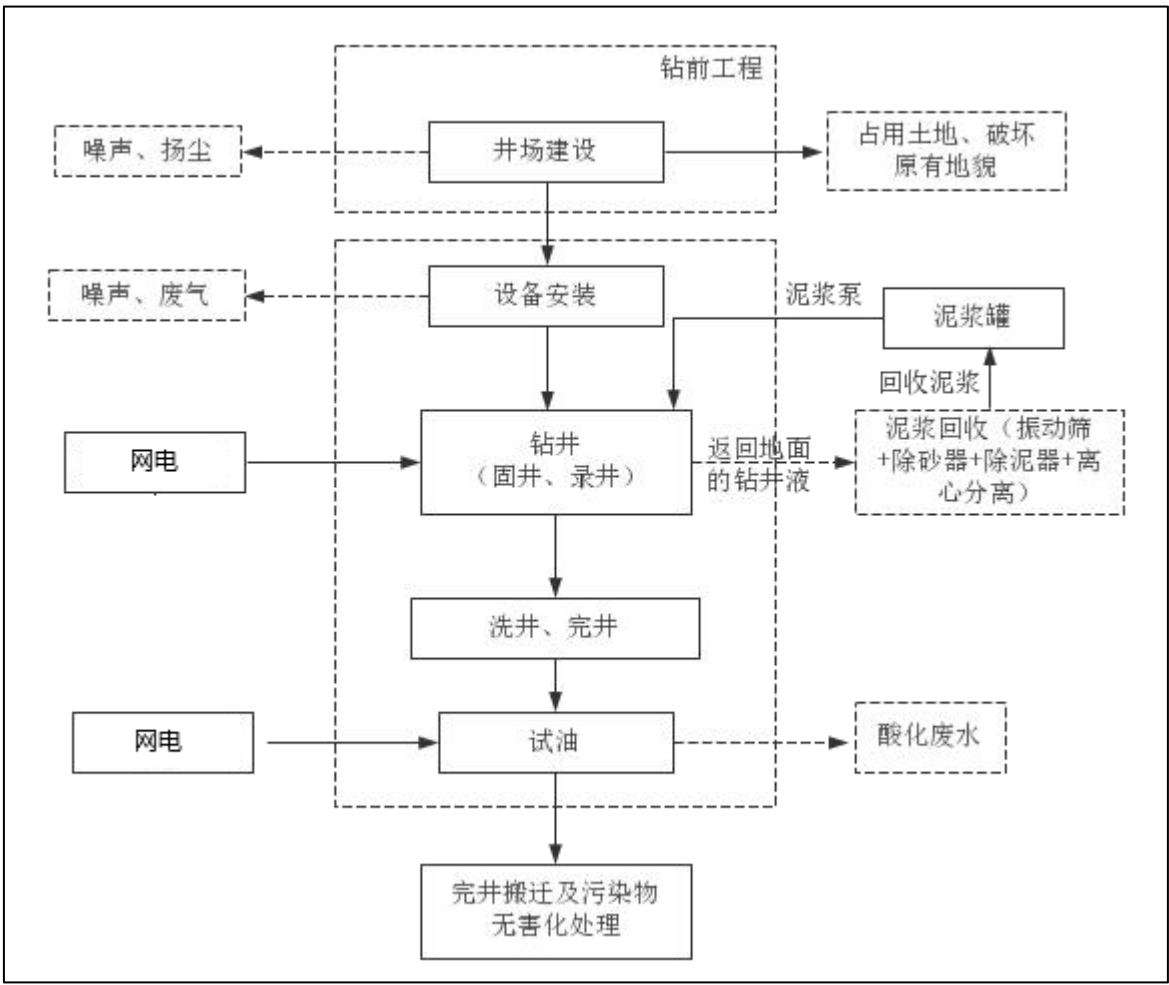 钻前工程
噪声、扬尘
井场建设
占用土地、破坏
原有地貌
噪声、废气
设备安装
泥浆泵
泥浆罐
回收泥浆
网电
钻井
（固井、录井）
返回地面
的钻井液
泥浆回收（振动筛
+除砂器+除泥器+离
心分离）
洗井、完井
网电
试油
酸化废水
完井搬迁及污染物
无害化处理